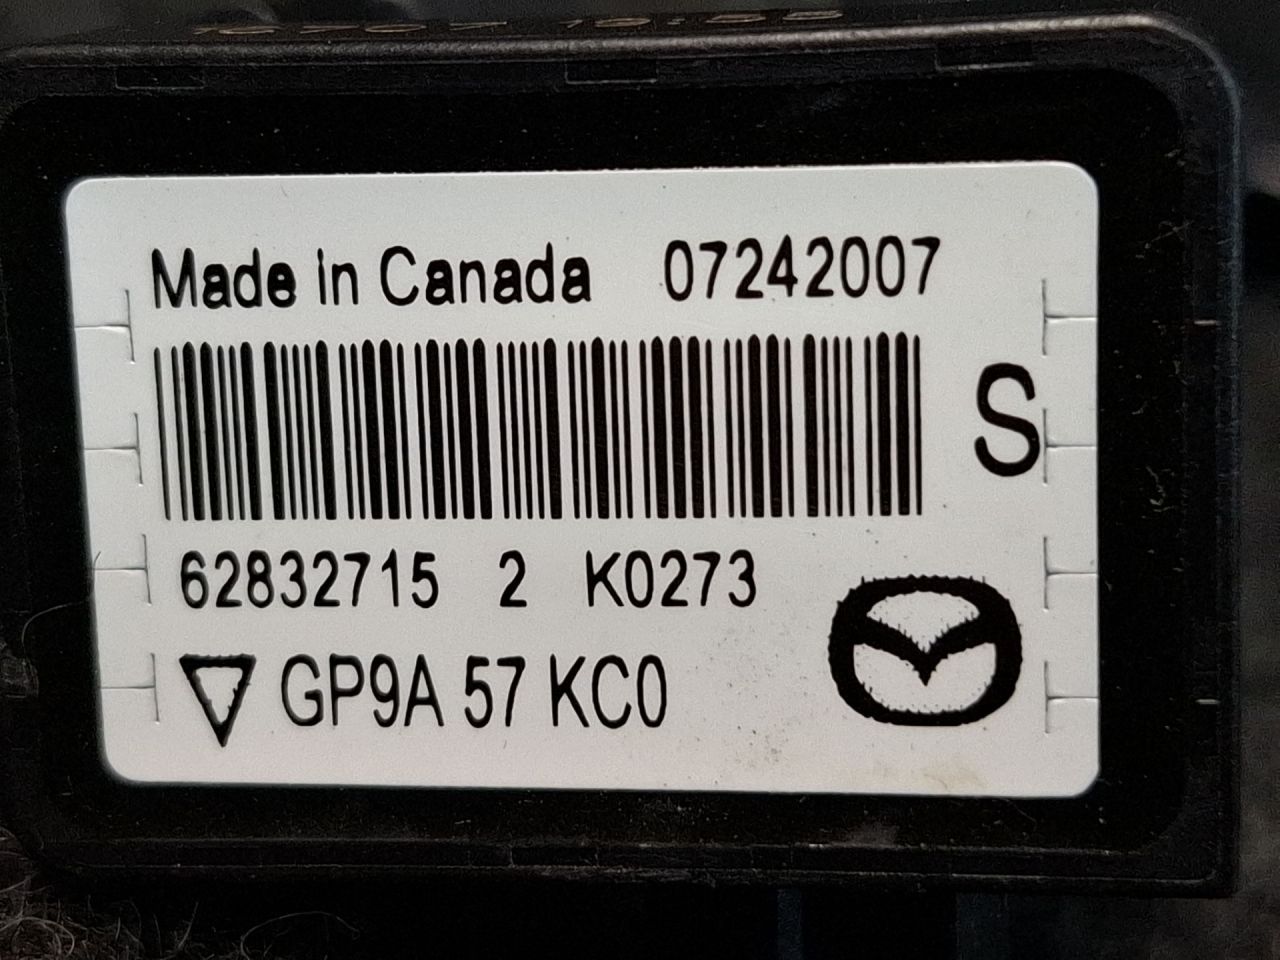 Made in Canada 07242007
S
62832715 2 K0273
GP9A 57 KC0